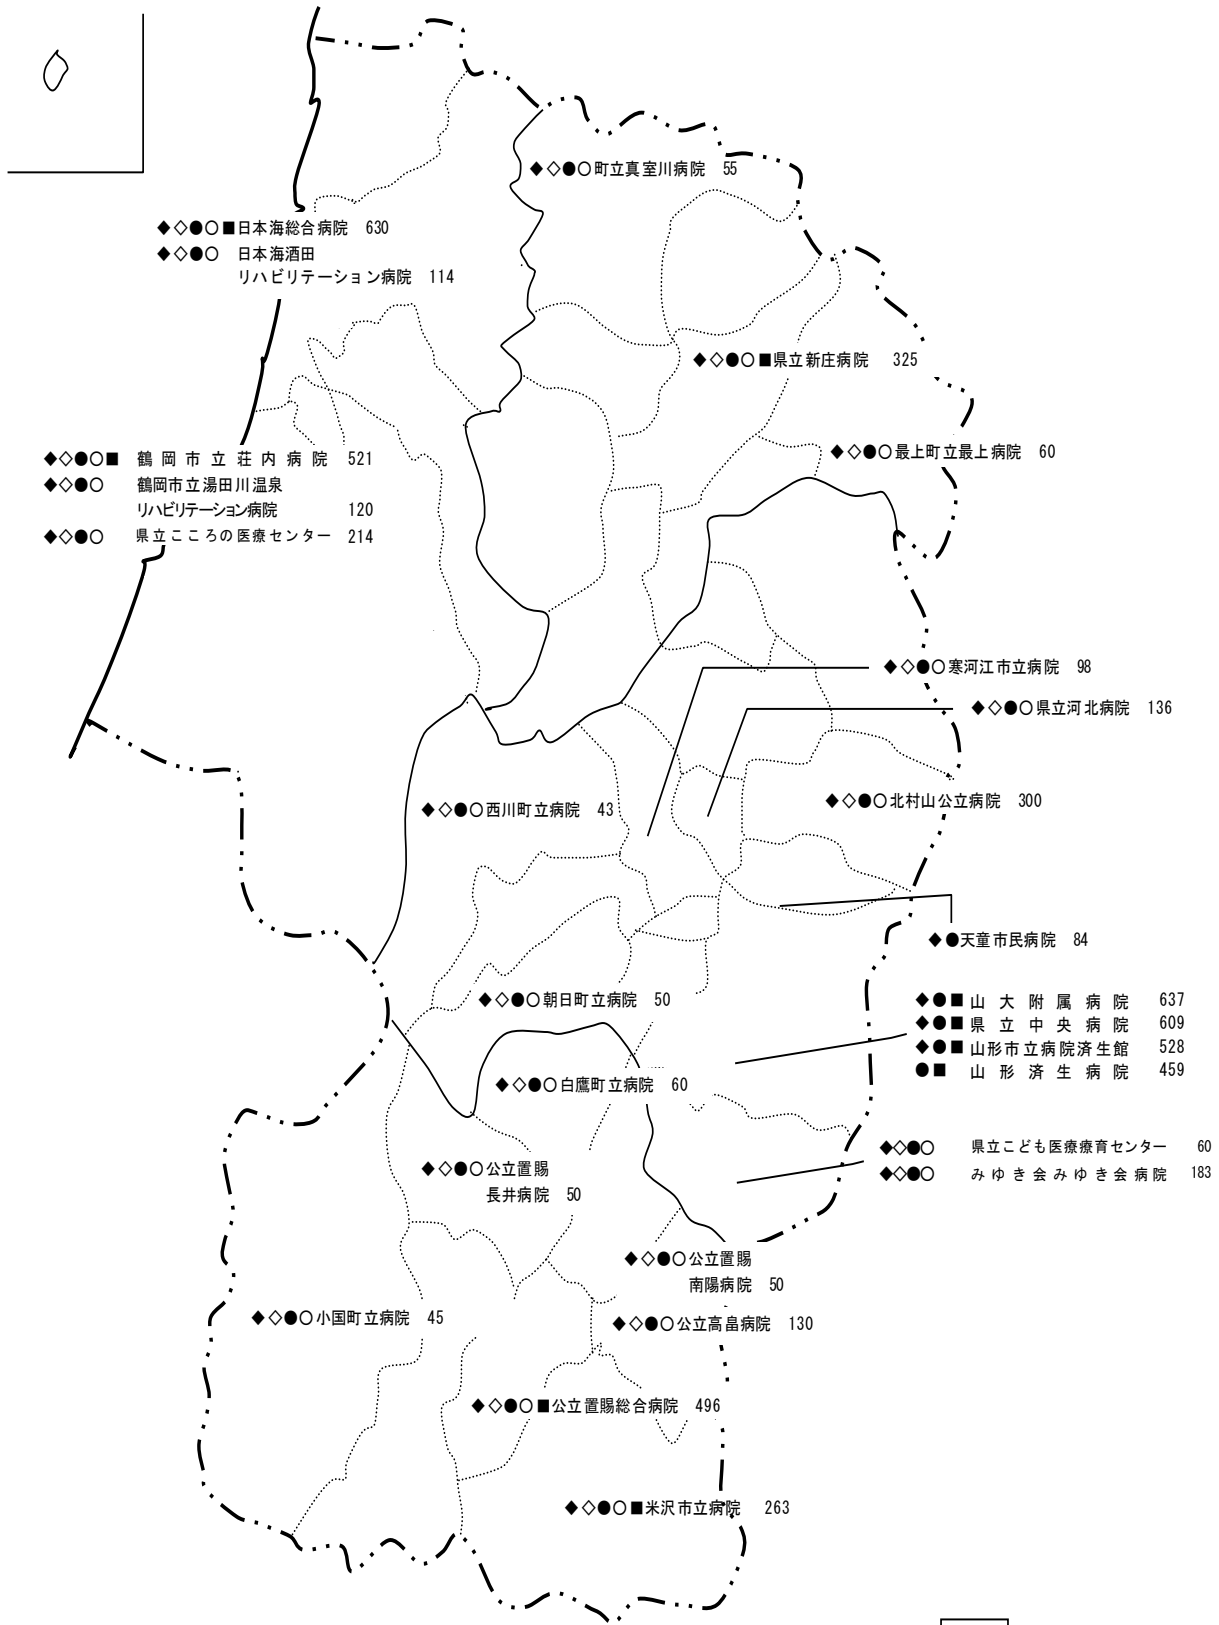 ◆◇●○町立真室川病院 55
◆◇●○■日本海総合病院 630
◆◇●○ 日本海酒田
リハビリテーション病院 114
◆◇●○■県立新庄病院 325
◆◇●○最上町立最上病院 60
◆◇●○■ 鶴岡市立荘内病院 521
◆◇●○ 鶴岡市立湯田川温泉
リハビリテーション病院 120
◆◇●○ 県立こころの医療センター 214
◆◇●○寒河江市立病院 98
◆◇●○県立河北病院 136
◆◇●○西川町立病院 43
◆◇●○北村山公立病院 300
◆●天童市民病院 84
◆◇●○朝日町立病院 50
◆●■ 山大附属病院 637
◆●■ 県立中央病院 609
◆●■ 山形市立病院済生館 528
●■ 山形済生病院 459
◆◇●○白鷹町立病院 60
◆◇●○ 県立こども医療療育センター 60
◆◇●○ みゆき会みゆき会病院 183
◆◇●○公立置賜
長井病院 50
◆◇●○公立置賜
南陽病院 50
◆◇●○小国町立病院 45
◆◇●○公立高畠病院 130
◆◇●○■公立置賜総合病院 496
◆◇●○■米沢市立病院 263